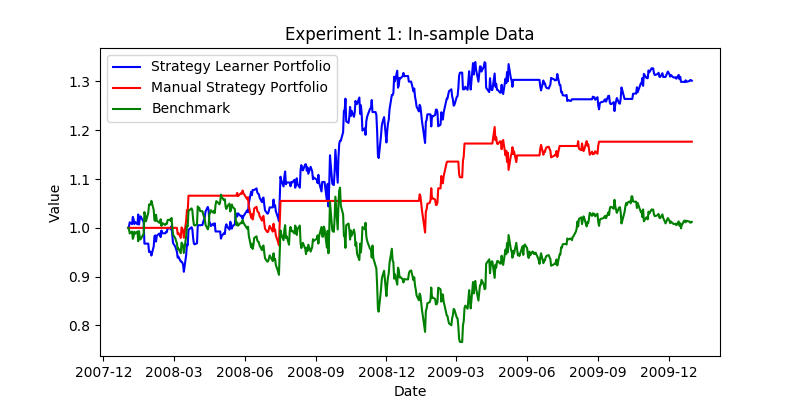 Experiment 1: In-sample Data
Strategy Learner Portfolio
Manual Strategy Portfolio
Benchmark
Value
1.3
1.2
1.1
1.0
0.9
0.8
2007-12 2008-03 2008-06 2008-09 2008-12 2009-03 2009-06 2009-09 2009-12
Date